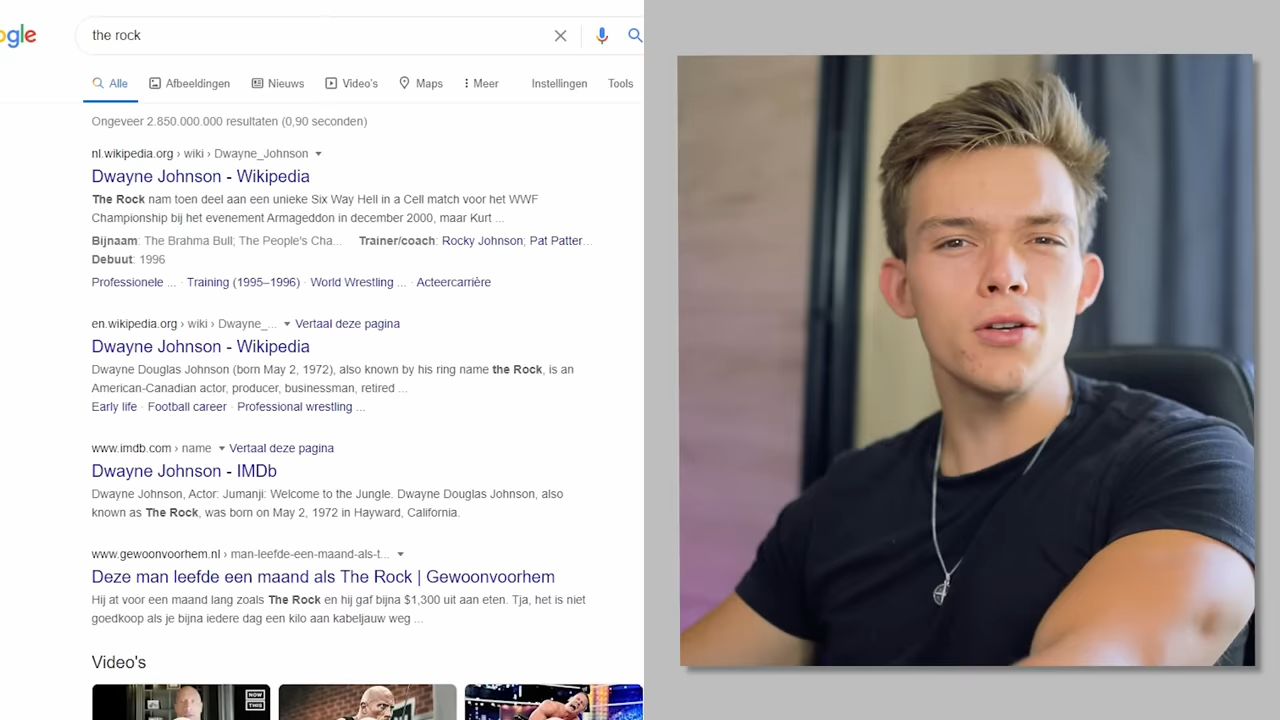 ogle
the rock
Alle Afbeeldingen Nieuws Video's Maps Meer Instellingen Tools
Ongeveer 2.850.000.000 resultaten (0,90 seconden)
nl.wikipedia.org › wiki › Dwayne_Johnson
Dwayne Johnson - Wikipedia
The Rock nam toen deel aan een unieke Six Way Hell in a Cell match voor het WWF
Championship bij het evenement Armageddon in december 2000, maar Kurt ...
Bijnaam: The Brahma Bull; The People's Cha... Trainer/coach: Rocky Johnson; Pat Patter...
Debuut: 1996
Professionele ... · Training (1995–1996) · World Wrestling ... · Acteercarrière
en.wikipedia.org › wiki › Dwayne_... Vertaal deze pagina
Dwayne Johnson - Wikipedia
Dwayne Douglas Johnson (born May 2, 1972), also known by his ring name the Rock, is an
American-Canadian actor, producer, businessman, retired ...
Early life · Football career · Professional wrestling ...
www.imdb.com › name Vertaal deze pagina
Dwayne Johnson - IMDb
Dwayne Johnson, Actor: Jumanji: Welcome to the Jungle. Dwayne Douglas Johnson, also
known as The Rock, was born on May 2, 1972 in Hayward, California.
www.gewoonvoorhem.nl › man-leefde-een-maand-als-t...
Deze man leefde een maand als The Rock | Gewoonvoorhem
Hij at voor een maand lang zoals The Rock en hij gaf bijna $1,300 uit aan eten. Tja, het is niet
goedkoop als je bijna iedere dag een kilo aan kabeljauw weg ...
Video's
NOW
THIS